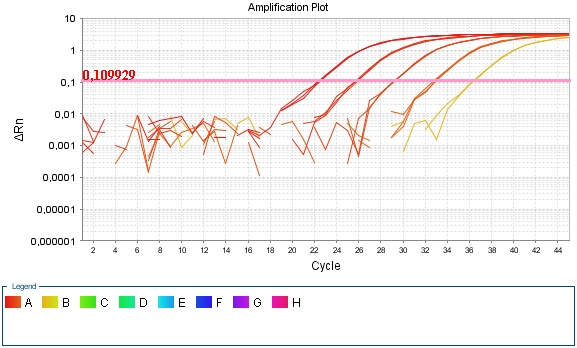 Amplification Plot
10
1
0,109929
0,1
0,01
0,001
0,0001
0,00001
0,000001
ΔRn
2 4 6 8 10 12 14 16 18 20 22 24 26 28 30 32 34 36 38 40 42 44
Cycle
Legend
A B C D E F G H